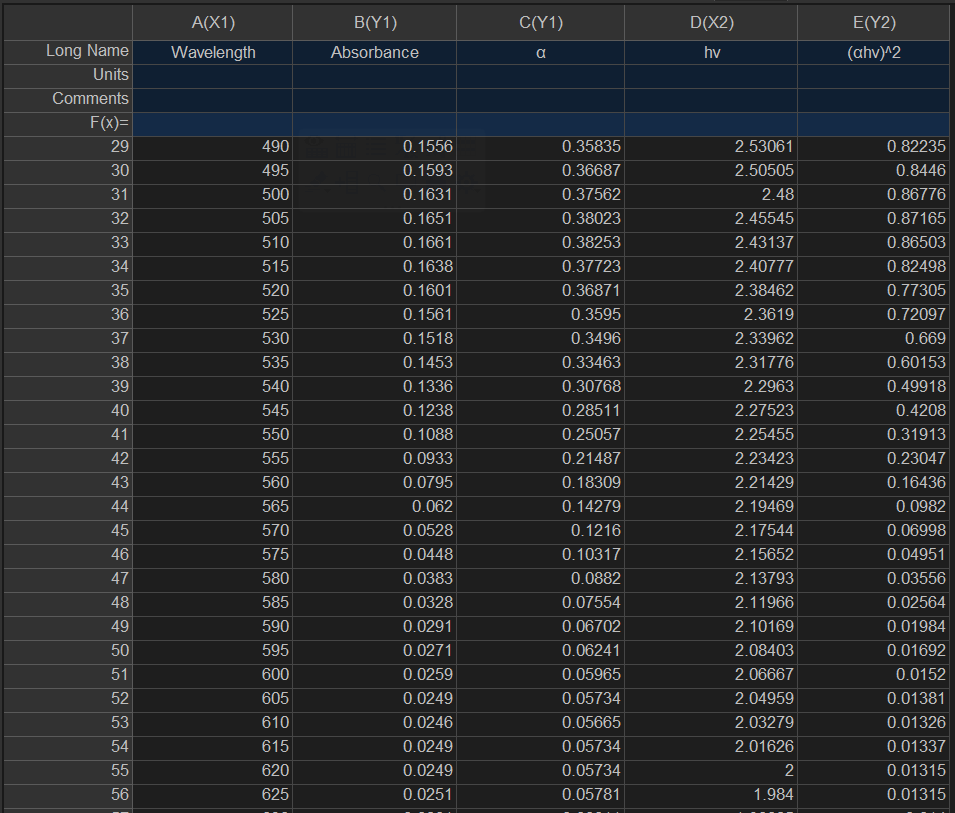 A(X1) B(Y1) C(Y1) D(X2) E(Y2)
Long Name Wavelength Absorbance α hv (αhv)^2
Units
Comments
F(x)=
29 490 0.1556 0.35835 2.53061 0.82235
30 495 0.1593 0.36687 2.50505 0.8446
31 500 0.1631 0.37562 2.48 0.86776
32 505 0.1651 0.38023 2.45545 0.87165
33 510 0.1661 0.38253 2.43137 0.86503
34 515 0.1638 0.37723 2.40777 0.82498
35 520 0.1601 0.36871 2.38462 0.77305
36 525 0.1561 0.3595 2.3619 0.72097
37 530 0.1518 0.3496 2.33962 0.669
38 535 0.1453 0.33463 2.31776 0.60153
39 540 0.1336 0.30768 2.2963 0.49918
40 545 0.1238 0.28511 2.27523 0.4208
41 550 0.1088 0.25057 2.25455 0.31913
42 555 0.0933 0.21487 2.23423 0.23047
43 560 0.0795 0.18309 2.21429 0.16436
44 565 0.062 0.14279 2.19469 0.0982
45 570 0.0528 0.1216 2.17544 0.06998
46 575 0.0448 0.10317 2.15652 0.04951
47 580 0.0383 0.0882 2.13793 0.03556
48 585 0.0328 0.07554 2.11966 0.02564
49 590 0.0291 0.06702 2.10169 0.01984
50 595 0.0271 0.06241 2.08403 0.01692
51 600 0.0259 0.05965 2.06667 0.0152
52 605 0.0249 0.05734 2.04959 0.01381
53 610 0.0246 0.05665 2.03279 0.01326
54 615 0.0249 0.05734 2.01626 0.01337
55 620 0.0249 0.05734 2 0.01315
56 625 0.0251 0.05781 1.984 0.01315